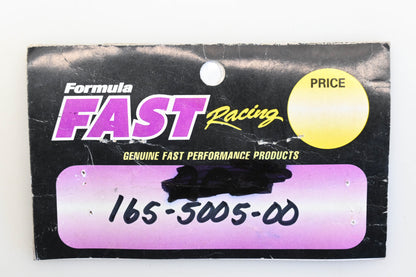 Formula
FAST Racing
PRICE
GENUINE FAST PERFORMANCE PRODUCTS
165-5005-00